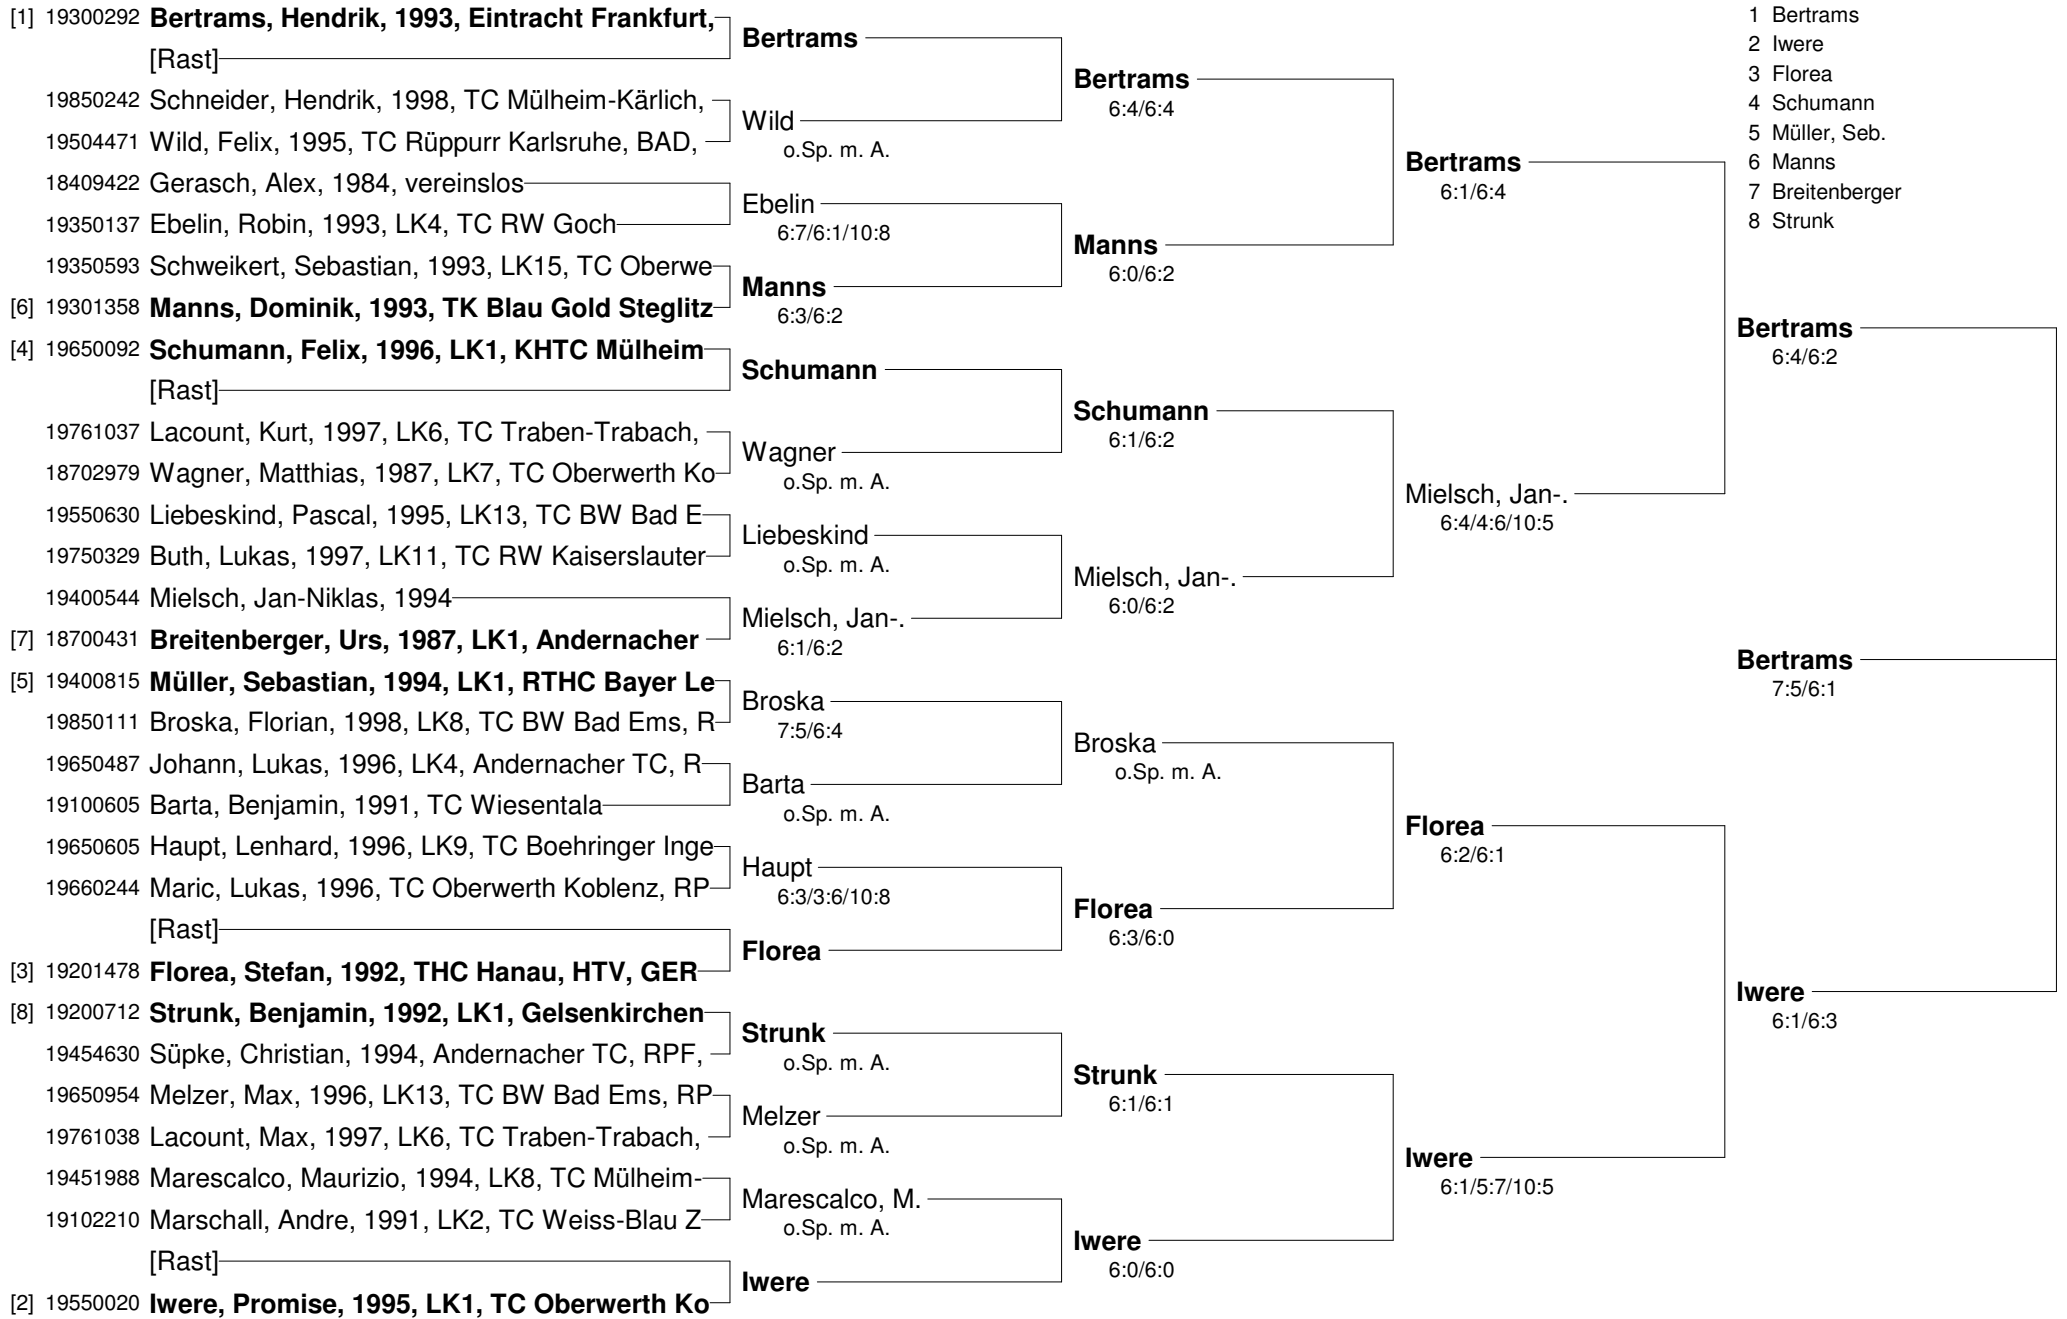 [1] 19300292 Bertrams, Hendrik, 1993, Eintracht Frankfurt,
[Rast]
19850242 Schneider, Hendrik, 1998, TC Mülheim-Kärlich,
19504471 Wild, Felix, 1995, TC Rüppurr Karlsruhe, BAD,
18409422 Gerasch, Alex, 1984, vereinslos
19350137 Ebelin, Robin, 1993, LK4, TC RW Goch
19350593 Schweikert, Sebastian, 1993, LK15, TC Oberwe
[6] 19301358 Manns, Dominik, 1993, TK Blau Gold Steglitz
[4] 19650092 Schumann, Felix, 1996, LK1, KHTC Mülheim
[Rast]
19761037 Lacount, Kurt, 1997, LK6, TC Traben-Trabach,
18702979 Wagner, Matthias, 1987, LK7, TC Oberwerth Ko
19550630 Liebeskind, Pascal, 1995, LK13, TC BW Bad E
19750329 Buth, Lukas, 1997, LK11, TC RW Kaiserslauter
19400544 Mielsch, Jan-Niklas, 1994
[7] 18700431 Breitenberger, Urs, 1987, LK1, Andernacher
[5] 19400815 Müller, Sebastian, 1994, LK1, RTHC Bayer Le
19850111 Broska, Florian, 1998, LK8, TC BW Bad Ems, R
19650487 Johann, Lukas, 1996, LK4, Andernacher TC, R
19100605 Barta, Benjamin, 1991, TC Wiesentala
19650605 Haupt, Lenhard, 1996, LK9, TC Boehringer Inge
19660244 Maric, Lukas, 1996, TC Oberwerth Koblenz, RP
[Rast]
[3] 19201478 Florea, Stefan, 1992, THC Hanau, HTV, GER
[8] 19200712 Strunk, Benjamin, 1992, LK1, Gelsenkirchen
19454630 Süpke, Christian, 1994, Andernacher TC, RPF,
19650954 Melzer, Max, 1996, LK13, TC BW Bad Ems, RP
19761038 Lacount, Max, 1997, LK6, TC Traben-Trabach,
19451988 Marescalco, Maurizio, 1994, LK8, TC Mülheim-
19102210 Marschall, Andre, 1991, LK2, TC Weiss-Blau Z
[Rast]
[2] 19550020 Iwere, Promise, 1995, LK1, TC Oberwerth Ko
Bertrams
Wild
o.Sp. m. A.
Ebelin
6:7/6:1/10:8
Manns
6:3/6:2
Schumann
Wagner
o.Sp. m. A.
Liebeskind
o.Sp. m. A.
Mielsch, Jan-.
6:1/6:2
Broska
7:5/6:4
Barta
o.Sp. m. A.
Haupt
6:3/3:6/10:8
Florea
Strunk
o.Sp. m. A.
Melzer
o.Sp. m. A.
Marescalco, M.
o.Sp. m. A.
Iwere
Bertrams
6:4/6:4
Manns
6:0/6:2
Schumann
6:1/6:2
Mielsch, Jan-.
6:0/6:2
Broska
o.Sp. m. A.
Florea
6:3/6:0
Strunk
6:1/6:1
Iwere
6:0/6:0
Bertrams
6:1/6:4
Mielsch, Jan-.
6:4/4:6/10:5
Florea
6:2/6:1
Iwere
6:1/5:7/10:5
Bertrams
6:4/6:2
Bertrams
7:5/6:1
Iwere
6:1/6:3
1 Bertrams
2 Iwere
3 Florea
4 Schumann
5 Müller, Seb.
6 Manns
7 Breitenberger
8 Strunk